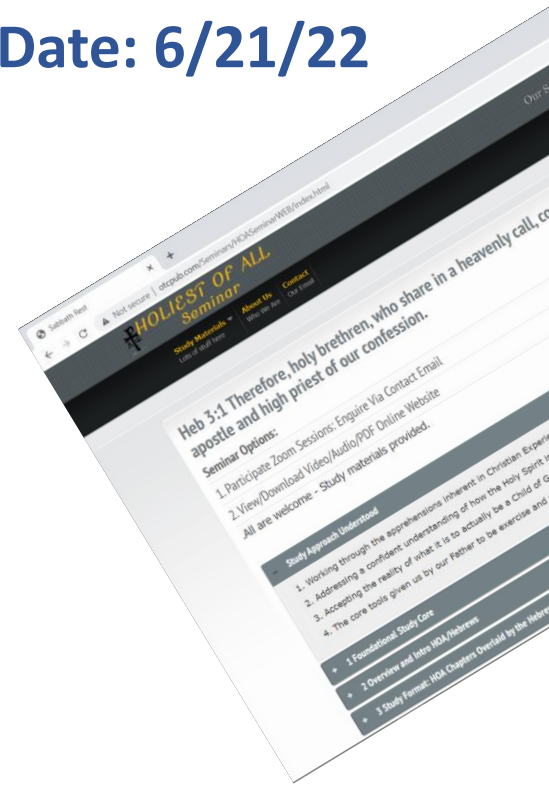 Date: 6/21/22
Our S
Sabbath Rest
×
+
Not secure | otcpub.com/Seminars/HOASeminarWEB/index.html
HOLIEST OF ALL
Seminar
Study Materials
Lots of stuff here
About Us
Who We Are
Contact
Our Email
Heb 3:1 Therefore, holy brethren, who share in a heavenly call, co
apostle and high priest of our confession.
Seminar Options:
1. Participate Zoom Sessions: Enguire Via Contact Email
2. View/Download Video/Audio/PDF Online Website
All are welcome - Study materials provided.
- Study Approach Understood
1. Working through the apprehensions inherent in Christian Experie
2. Addressing a confident understanding of how the Holy Spirit
3. Accepting the reality of what it is to actually be a Child of G
4. The core tools given us by our Father to be exercise and
+ 1 Foundational Study Core
+ 2 Overview and Intro HOA/Hebrews
+ 3 Study Format: HOA Chapters Overlaid by the Hebre